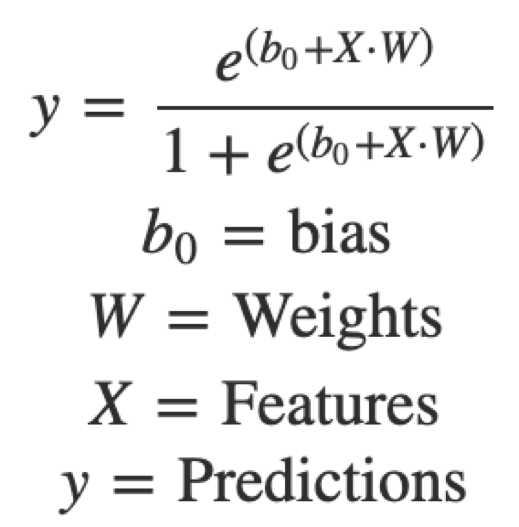 y = e^(b₀+X·W) / 1 + e^(b₀+X·W)
b₀ = bias
W = Weights
X = Features
y = Predictions